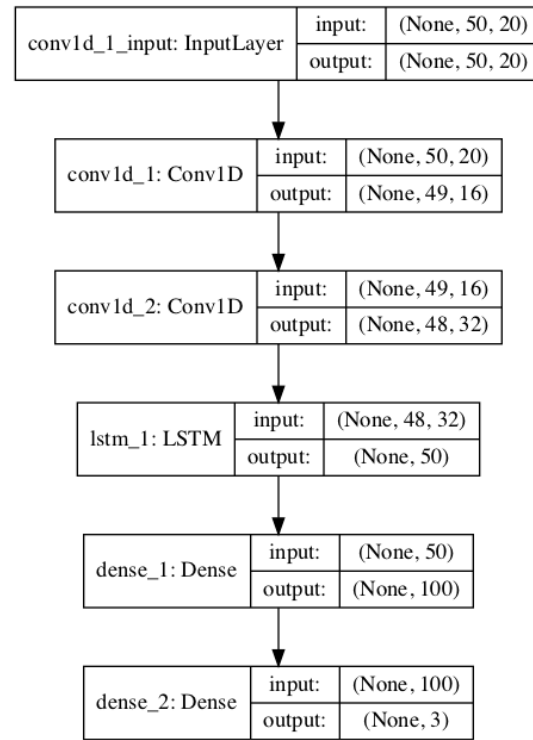 conv1d_1_input: InputLayer
input: (None, 50, 20)
output: (None, 50, 20)
conv1d_1: Conv1D
input: (None, 50, 20)
output: (None, 49, 16)
conv1d_2: Conv1D
input: (None, 49, 16)
output: (None, 48, 32)
lstm_1: LSTM
input: (None, 48, 32)
output: (None, 50)
dense_1: Dense
input: (None, 50)
output: (None, 100)
dense_2: Dense
input: (None, 100)
output: (None, 3)